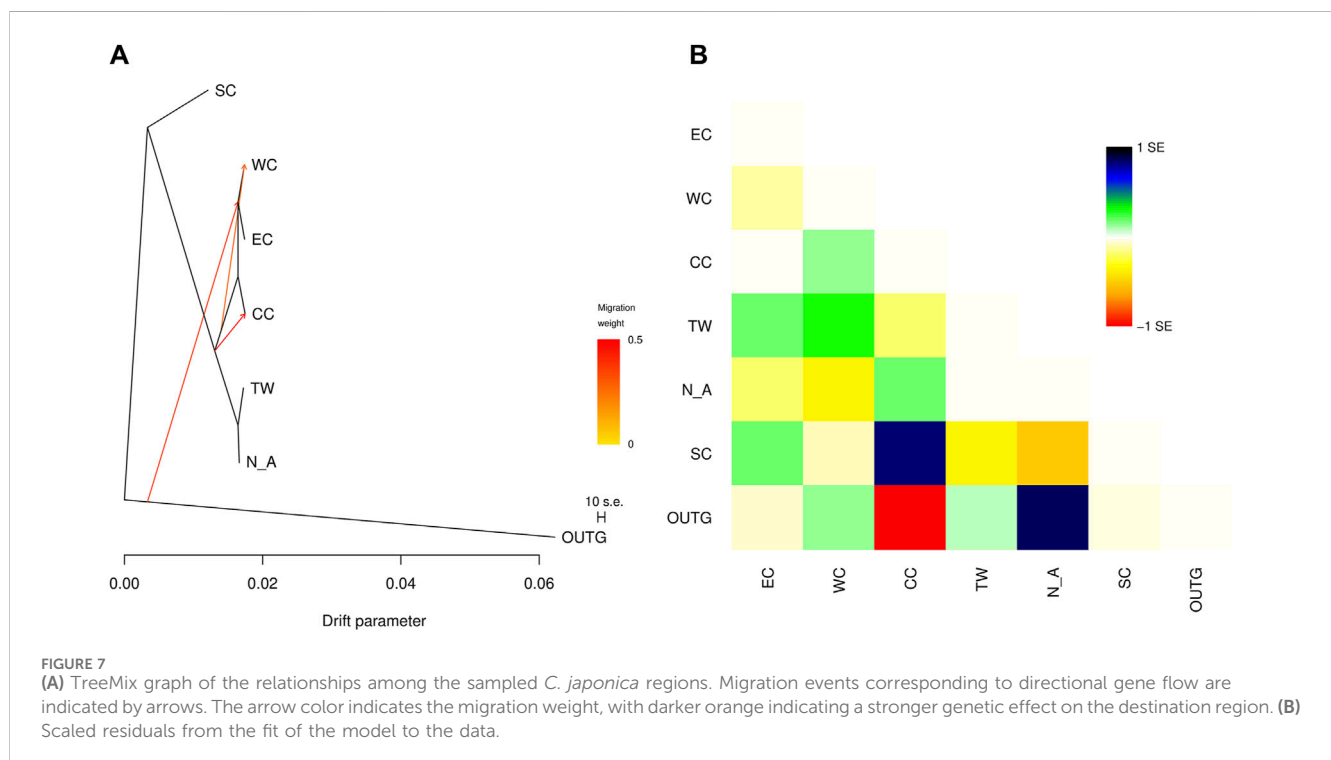 A
SC
WC
EC
CC
TW
N_A
OUTG
10 s.e.
Migration
weight
0.5
0
0.00
0.02
0.04
0.06
Drift parameter
B
EC
WC
CC
TW
N_A
SC
OUTG
EC
WC
CC
TW
N_A
SC
OUTG
1 SE
−1 SE
FIGURE 7
(A) TreeMix graph of the relationships among the sampled C. japonica regions. Migration events corresponding to directional gene flow are
indicated by arrows. The arrow color indicates the migration weight, with darker orange indicating a stronger genetic effect on the destination region. (B)
Scaled residuals from the fit of the model to the data.